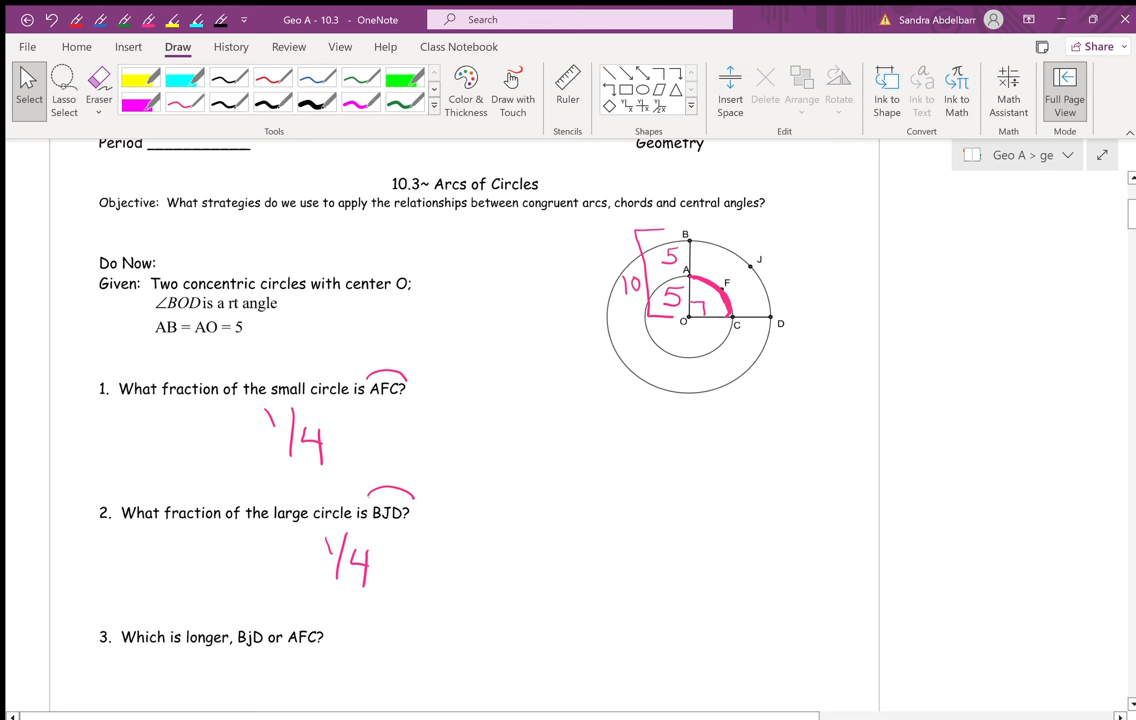 Geo A - 10.3 ~ OneNote
Search
Sandra Abdelbarr
File Home Insert Draw History Review View Help Class Notebook
Share
Select
Lasso Select
Eraser
Color & Thickness
Draw with Touch
Ruler
Insert Space
Delete
Arrange
Rotate
Ink to Shape
Ink to Text
Ink to Math
Math Assistant
Full Page View
Tools
Stencils
Shapes
Edit
Convert
Math
Mode
Period ___________
Geometry
Geo A > ge
10.3~ Arcs of Circles
Objective: What strategies do we use to apply the relationships between congruent arcs, chords and central angles?
Do Now:
Given: Two concentric circles with center O;
∠BOD is a rt angle
AB = AO = 5
B
5
J
A
F
10
5
O
C
D
1. What fraction of the small circle is AFC?
1/4
2. What fraction of the large circle is BJD?
1/4
3. Which is longer, BjD or AFC?